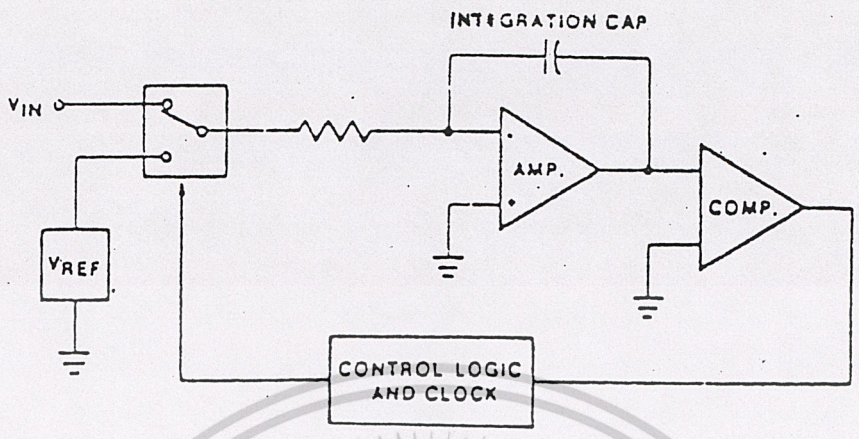 INTEGRATION CAP
VIN
AMP.
COMP.
VREF
CONTROL LOGIC
AND CLOCK